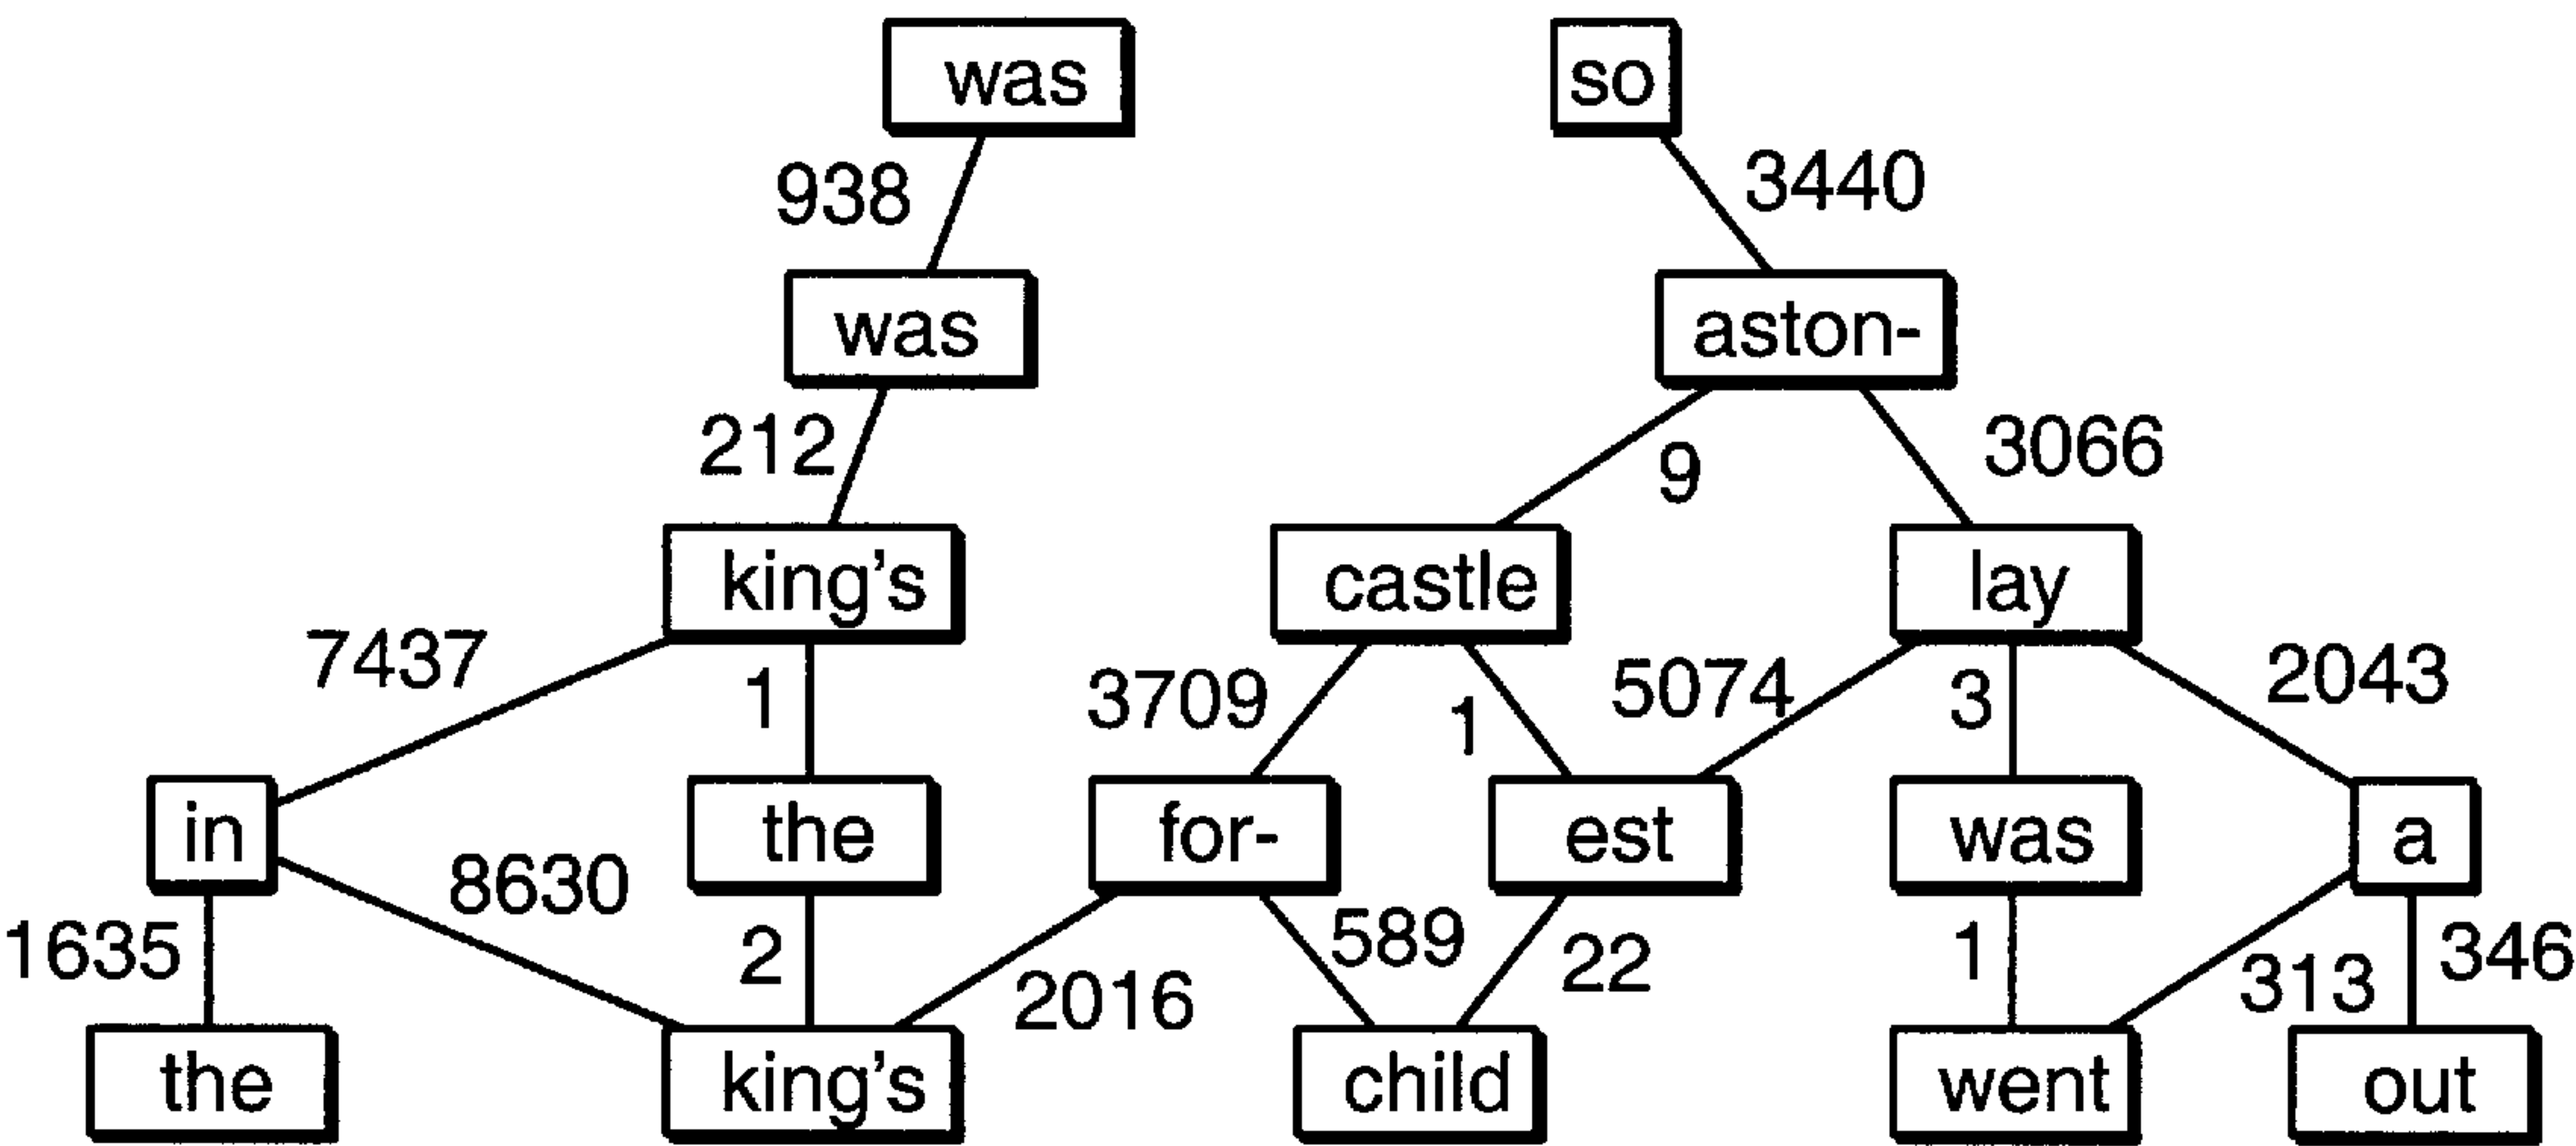 was so
938 3440
was aston-
212 9 3066
king's castle lay
7437 1 3709 1 5074 3 2043
in the for- est was a
1635 8630 2 2016 589 22 1 313 346
the king's child went out